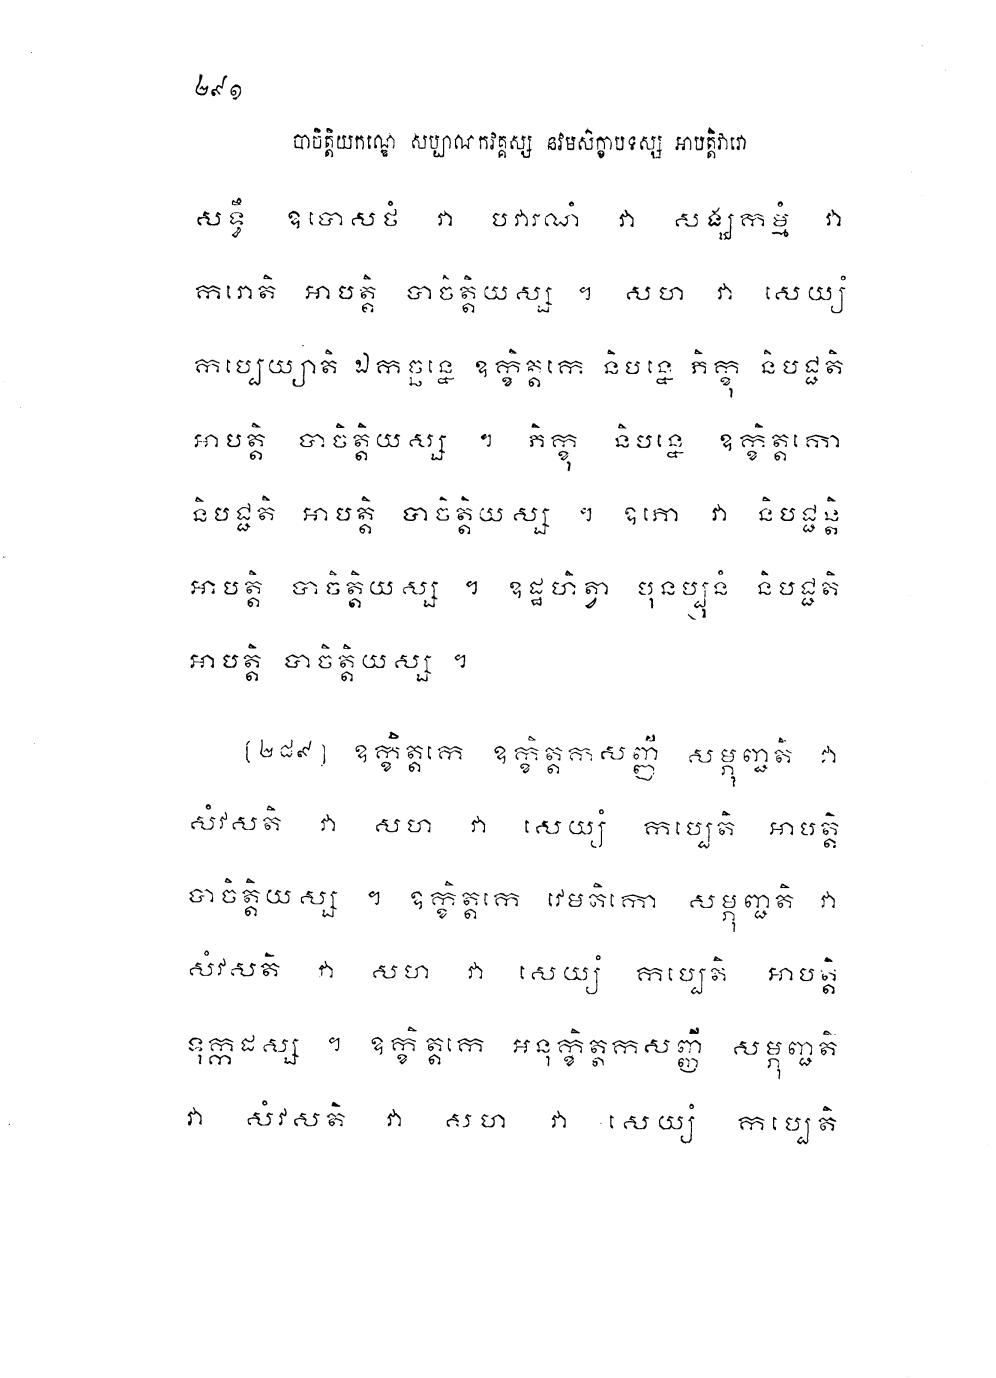 ២៩១
បាចិត្តិយកណ្ឌេ សប្បាណកវគ្គស្ស នវមសិក្ខាបទស្ស អាបត្តិវារោ
សទ្ធឹ ឧបោសថំ វា បវារណំ វា សង្ឃកម្មំ វា
ករោតិ អាបត្តិ បាចិត្តិយស្ស ។ សហ វា សេយ្យំ
កប្បេយ្យាតិ ឯកច្ឆន្នេ ឧក្ខិត្តកេ និបន្នេ ភិក្ខុ និបជ្ជតិ
អាបត្តិ បាចិត្តិយស្ស ។ ភិក្ខុ និបន្នេ ឧក្ខិត្តកោ
និបជ្ជតិ អាបត្តិ បាចិត្តិយស្ស ។ ឧភោ វា និបជ្ជន្តិ
អាបត្តិ បាចិត្តិយស្ស ។ ឧដ្ឋហិត្វា បុនប្បុនំ និបជ្ជតិ
អាបត្តិ បាចិត្តិយស្ស ។
(២៨៩) ឧក្ខិត្តកេ ឧក្ខិត្តកសញ្ញី សម្ភុញ្ជតិ វា
សំវសតិ វា សហ វា សេយ្យំ កប្បេតិ អាបត្តិ
បាចិត្តិយស្ស ។ ឧក្ខិត្តកេ វេមតិកោ សម្ភុញ្ជតិ វា
សំវសតិ វា សហ វា សេយ្យំ កប្បេតិ អាបត្តិ
ទុក្កដស្ស ។ ឧក្ខិត្តកេ អនុក្ខិត្តកសញ្ញី សម្ភុញ្ជតិ
វា សំវសតិ វា សហ វា សេយ្យំ កប្បេតិ